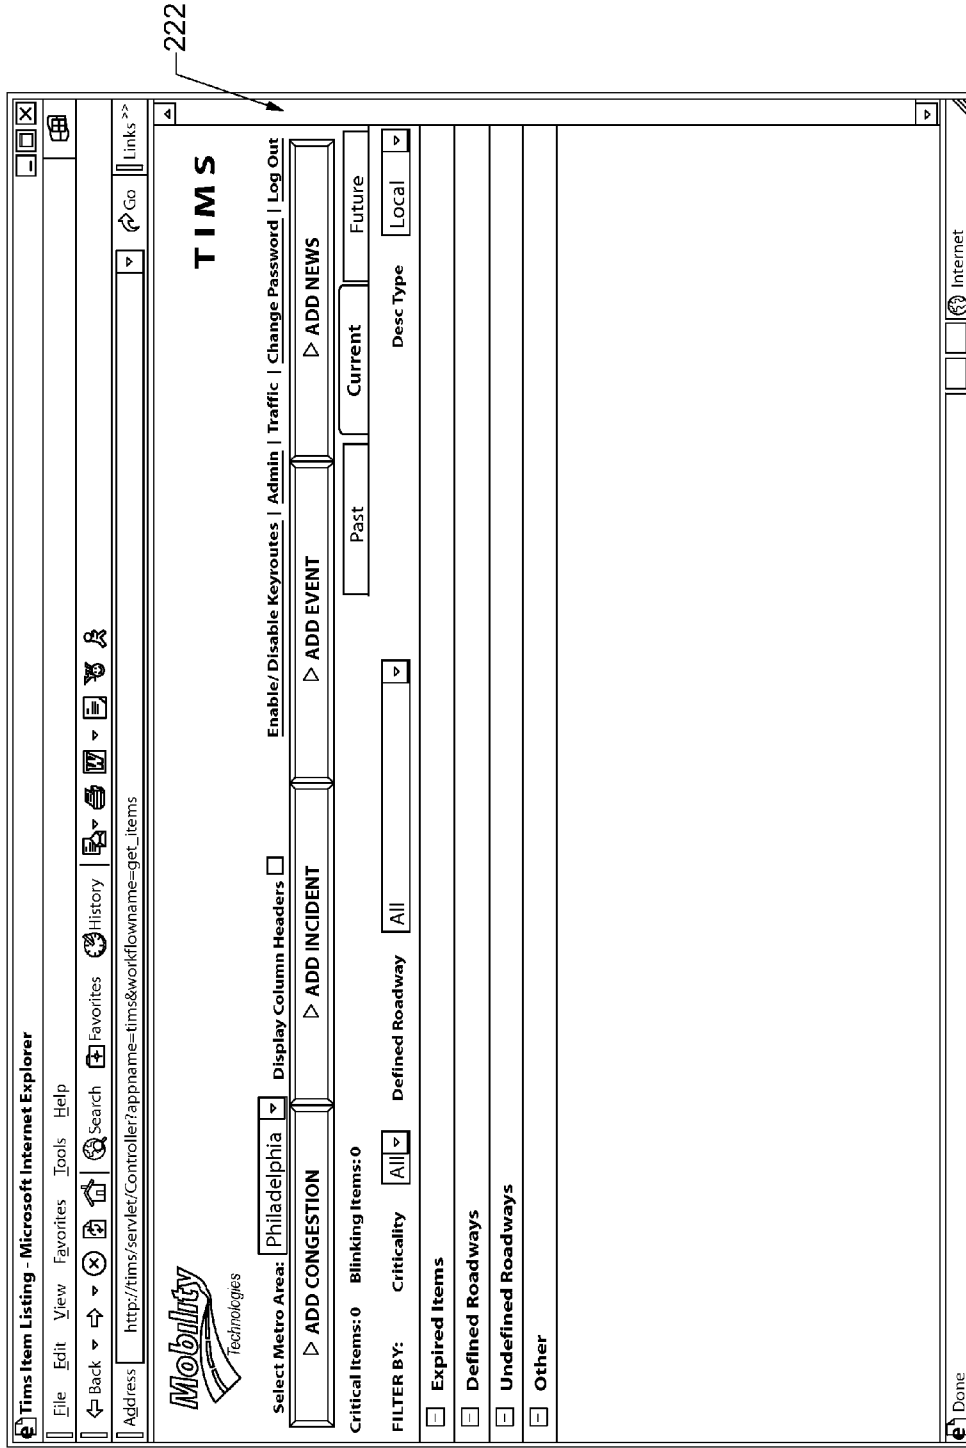 222
Tims Item Listing - Microsoft Internet Explorer
File Edit View Favorites Tools Help
Back Search Favorites History
Address http://tims/servlet/Controller?appname=tims&workflowname=get_items Go Links >>
Mobility
Technologies
TIMS
Select Metro Area: Philadelphia Display Column Headers Enable/ Disable Keyroutes | Admin | Traffic | Change Password | Log Out
ADD CONGESTION ADD INCIDENT ADD EVENT ADD NEWS
Critical Items: 0 Blinking Items: 0 Past Current Future
FILTER BY: Criticality All Defined Roadway All Desc Type Local
Expired Items
Defined Roadways
Undefined Roadways
Other
Done Internet